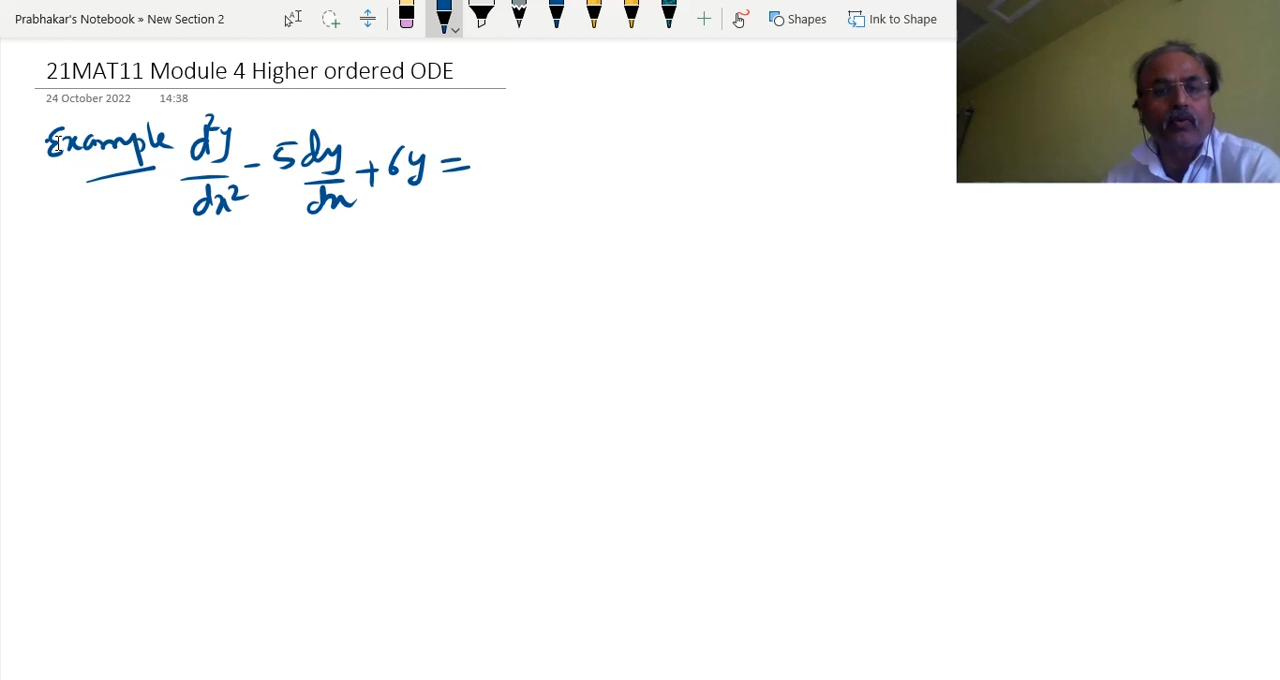 Prabhakar's Notebook » New Section 2
Shapes
Ink to Shape
21MAT11 Module 4 Higher ordered ODE
24 October 2022 14:38
Example d²y/dx² - 5dy/dx + 6y =